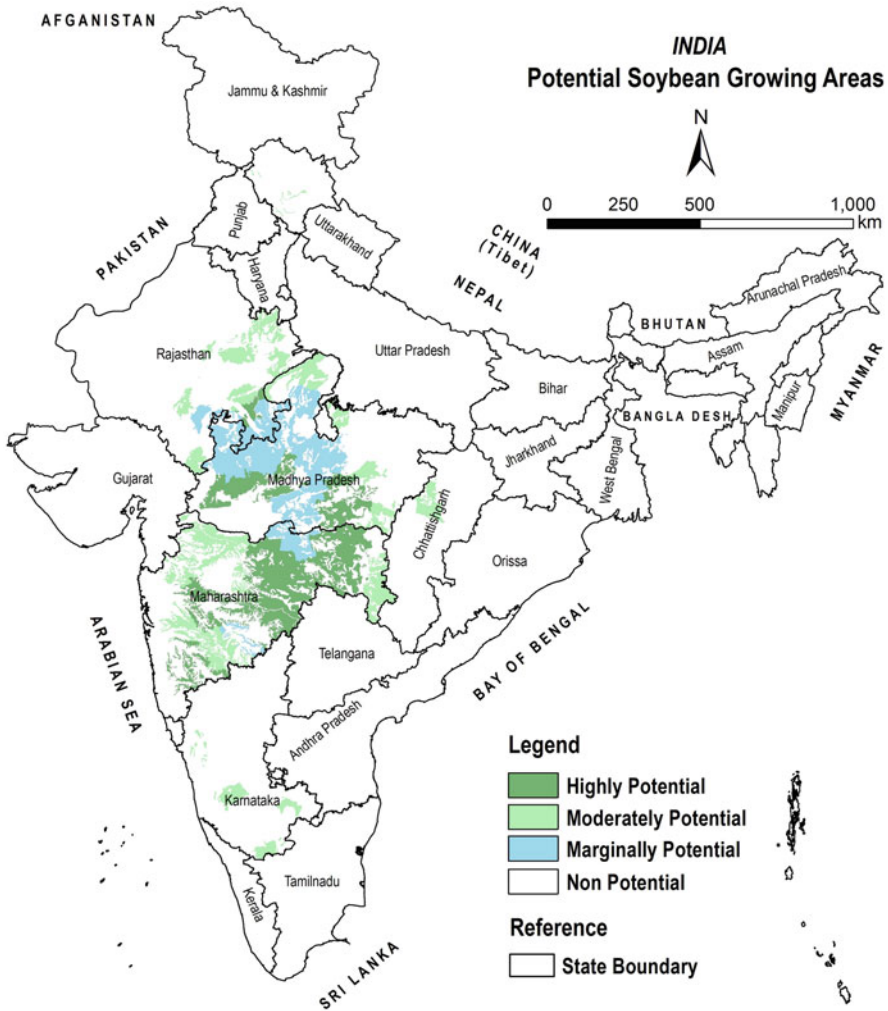 AFGANISTAN
INDIA
Potential Soybean Growing Areas
N
0 250 500 1,000
km
Jammu & Kashmir
PAKISTAN
Punjab
Uttarakhand
Haryana
CHINA
(Tibet)
NEPAL
Arunachal Pradesh
BHUTAN
Rajasthan
Uttar Pradesh
Assam
MYANMAR
Bihar
BANGLA DESH
Manipur
Gujarat
Madhya Pradesh
Jharkhand
West Bengal
Chhattishgarh
Orissa
Maharashtra
ARABIAN SEA
Telangana
BAY OF BENGAL
Andhra Pradesh
Karnataka
Kerala
Tamilnadu
SRI LANKA
Legend
Highly Potential
Moderately Potential
Marginally Potential
Non Potential
Reference
State Boundary